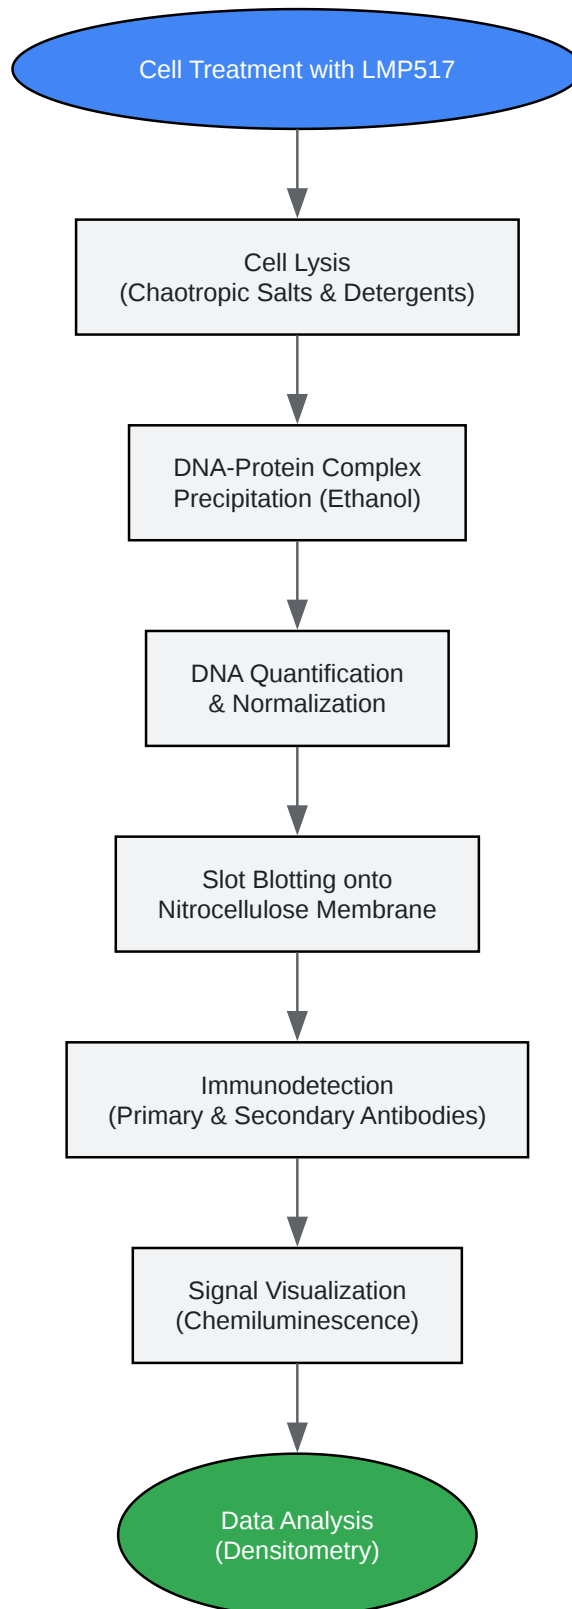 Cell Treatment with LMP517
Cell Lysis
(Chaotropic Salts & Detergents)
DNA-Protein Complex
Precipitation (Ethanol)
DNA Quantification
& Normalization
Slot Blotting onto
Nitrocellulose Membrane
Immunodetection
(Primary & Secondary Antibodies)
Signal Visualization
(Chemiluminescence)
Data Analysis
(Densitometry)